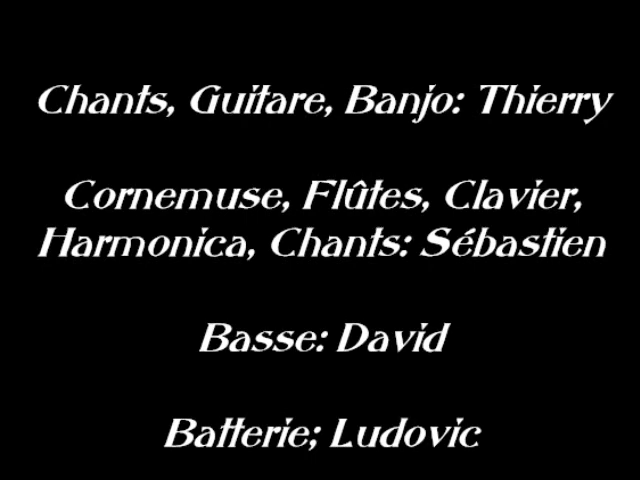 Chants, Guitare, Banjo: Thierry
Cornemuse, Flûtes, Clavier,
Harmonica, Chants: Sébastien
Basse: David
Batterie; Ludovic